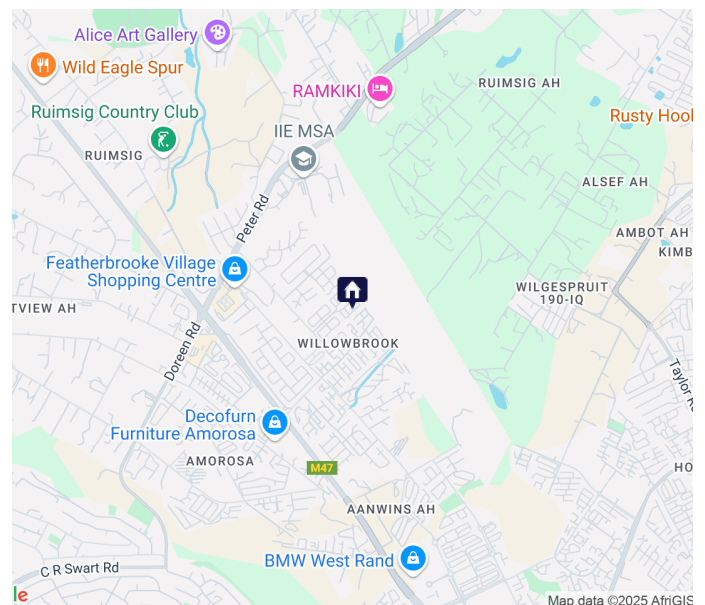 Alice Art Gallery
Wild Eagle Spur
RAMKIKI
RUIMSIG AH
Ruimsig Country Club
Rusty Hool
IIE MSA
RUIMSIG
ALSEF AH
Peter Rd
AMBOT AH
KIMB
Featherbrooke Village
Shopping Centre
WILGESPRUIT
190-IQ
TVIEW AH
Doreen Rd
WILLOWBROOK
Taylor R
Decofurn
Furniture Amorosa
AMOROSA
M47
HO
AANWINS AH
BMW West Rand
C R Swart Rd
le
Map data ©2025 AfriGIS